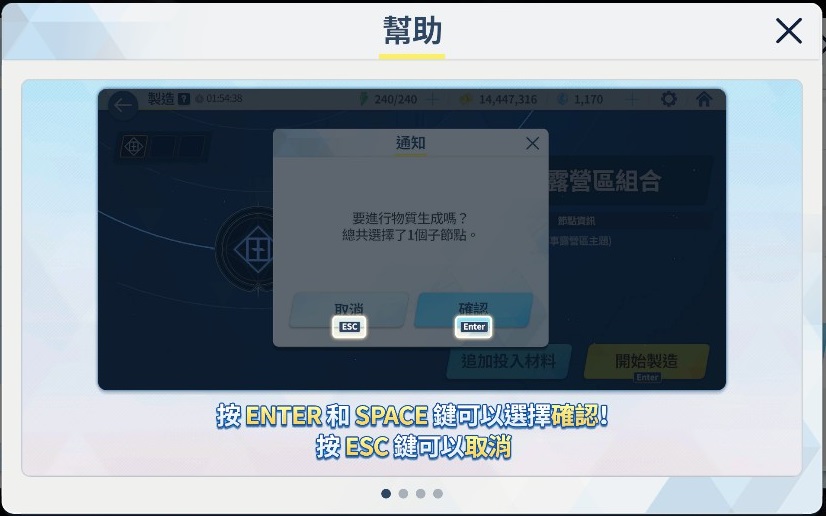 幫助
製造 ? 01:54:38 240/240 14,447,316 1,170
通知
露營區組合
節點資訊
要進行物質生成嗎？
總共選擇了1個子節點。
事露營區主題)
取消
確認
ESC
Enter
追加投入材料
開始製造
Enter
按 ENTER 和 SPACE 鍵可以選擇確認!
按 ESC 鍵可以取消